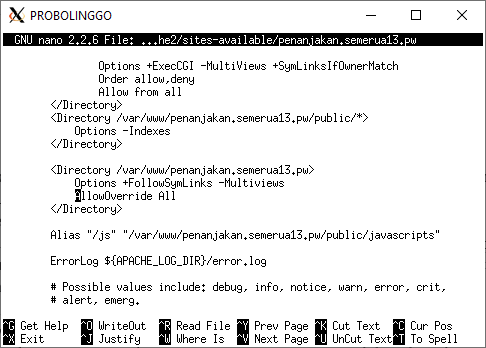 PROBOLINGGO
GNU nano 2.2.6 File: ...he2/sites-available/penanjakan.semerua13.pw
Options +ExecCGI -MultiViews +SymLinksIfOwnerMatch
Order allow,deny
Allow from all
</Directory>
<Directory /var/www/penanjakan.semerua13.pw/public/*>
Options -Indexes
</Directory>
<Directory /var/www/penanjakan.semerua13.pw>
Options +FollowSymLinks -Multiviews
AllowOverride All
</Directory>
Alias "/js" "/var/www/penanjakan.semerua13.pw/public/javascripts"
ErrorLog ${APACHE_LOG_DIR}/error.log
# Possible values include: debug, info, notice, warn, error, crit,
# alert, emerg.
^G Get Help ^O WriteOut ^R Read File ^Y Prev Page ^K Cut Text ^C Cur Pos
^X Exit ^J Justify ^W Where Is ^V Next Page ^U UnCut Text ^T To Spell